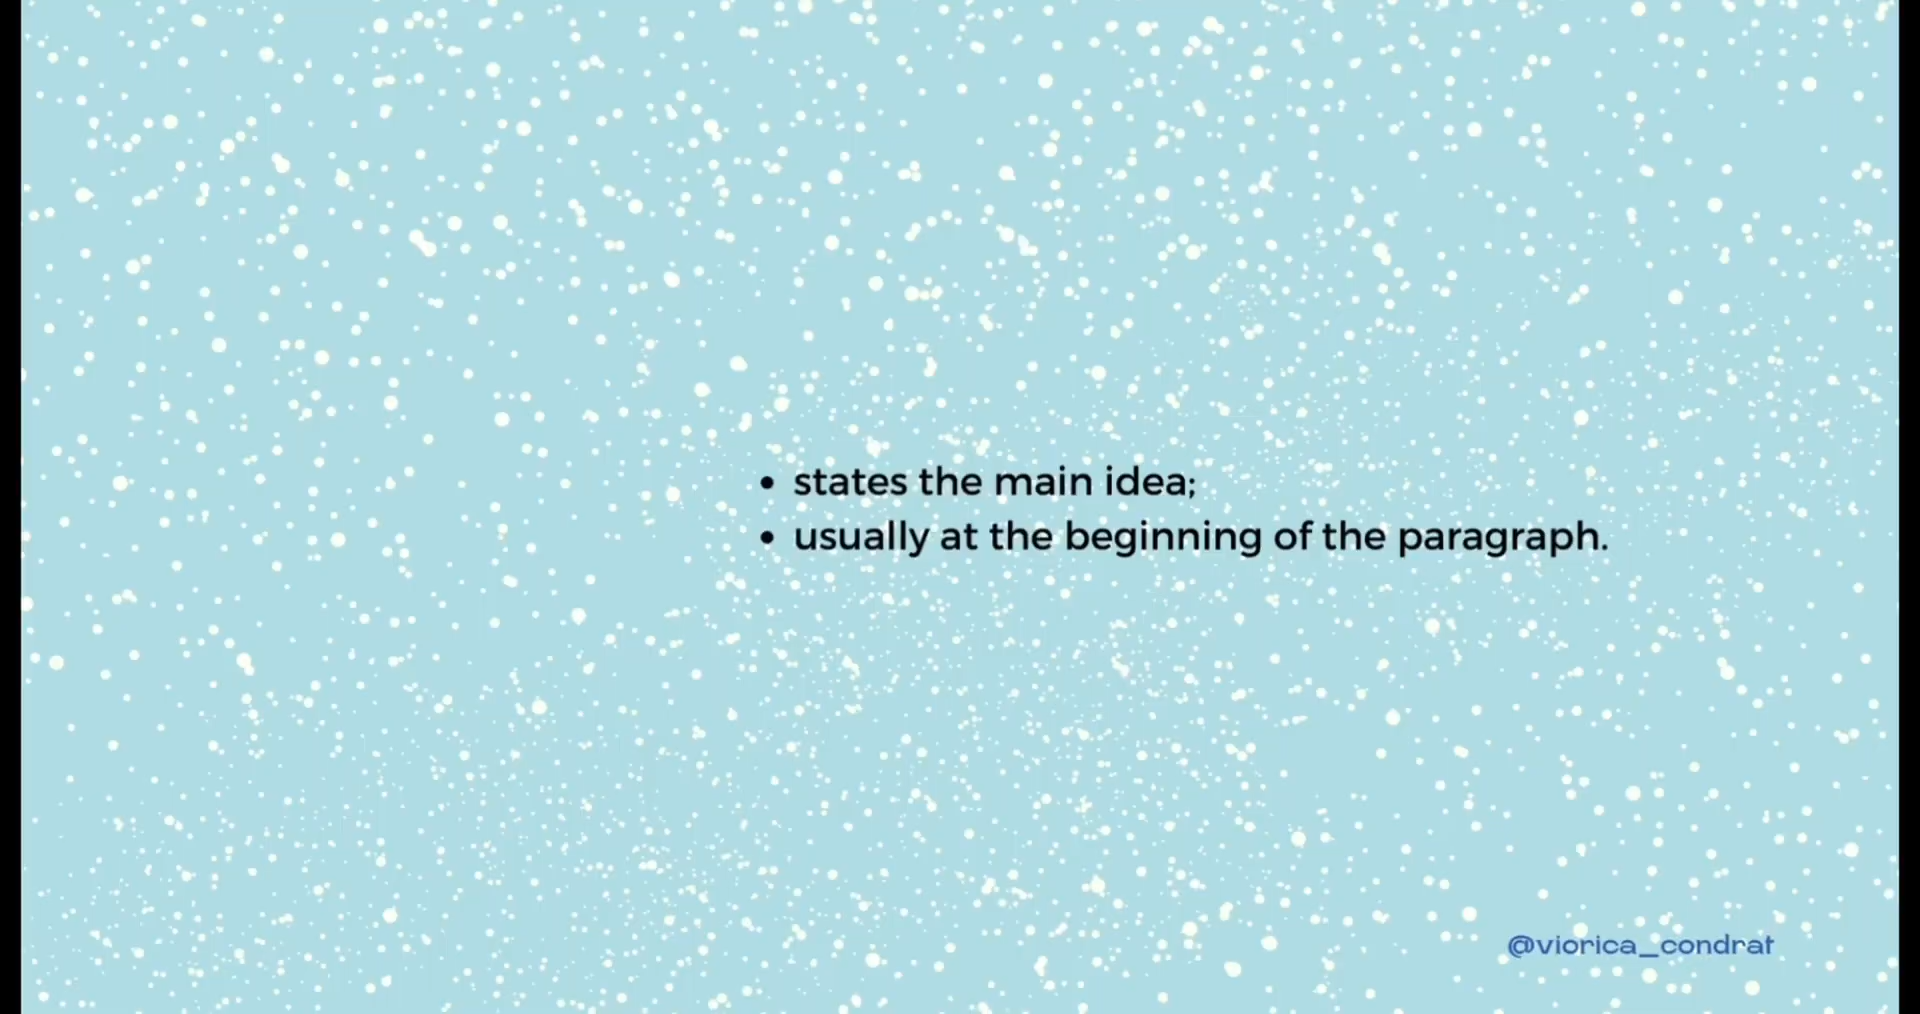 • states the main idea;
• usually at the beginning of the paragraph.
@viorica_condrat